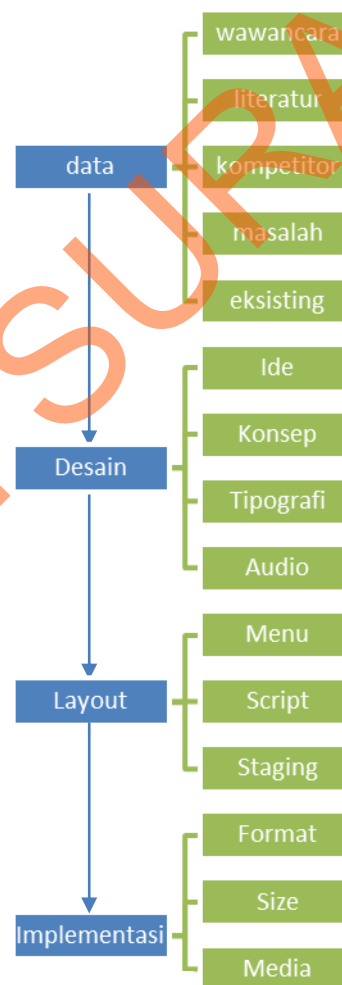 data
wawancara
literatur
kompetitor
masalah
eksisting
Desain
Ide
Konsep
Tipografi
Audio
Layout
Menu
Script
Staging
Implementasi
Format
Size
Media
SURA